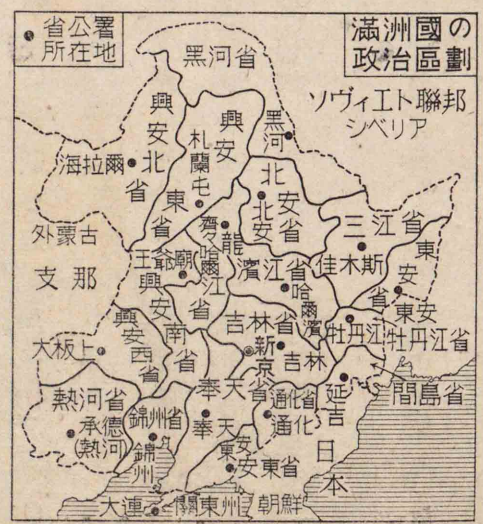 滿洲國の
政治區劃
省公署
所在地
黑河省
ソヴィエト聯邦
シベリア
黑河
興安北省
海拉爾
興安東省
札蘭屯
北安省
北安
三江省
佳木斯
東安省
東安
外蒙古
支那
齊々哈爾
龍江省
王爺廟
濱江省
哈爾濱
牡丹江
牡丹江省
興安南省
興安西省
大板上
吉林省
新京
吉林
間島省
延吉
熱河省
承德
(熱河)
錦州省
錦州
奉天省
奉天
通化省
通化
安東省
安東
日本
大連
關東州
朝鮮